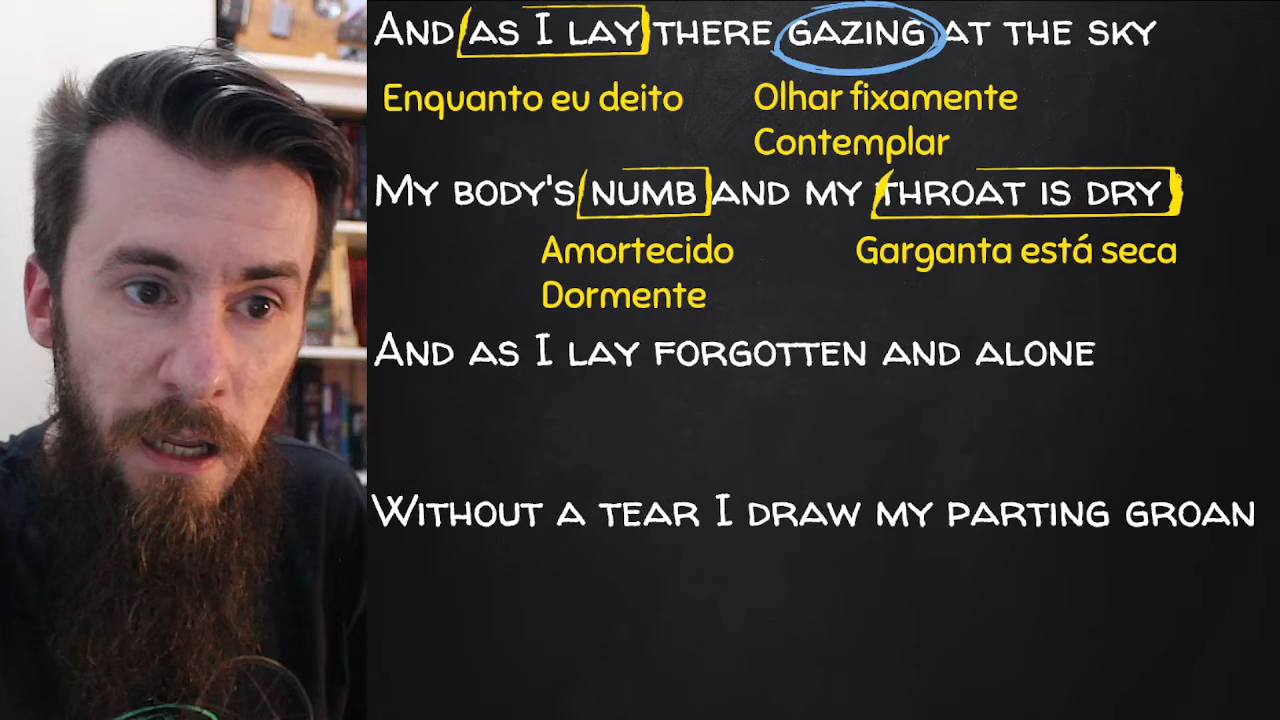 And as I lay there gazing at the sky
Enquanto eu deito Olhar fixamente
Contemplar
My body's numb and my throat is dry
Amortecido Garganta está seca
Dormente
And as I lay forgotten and alone
Without a tear I draw my parting groan